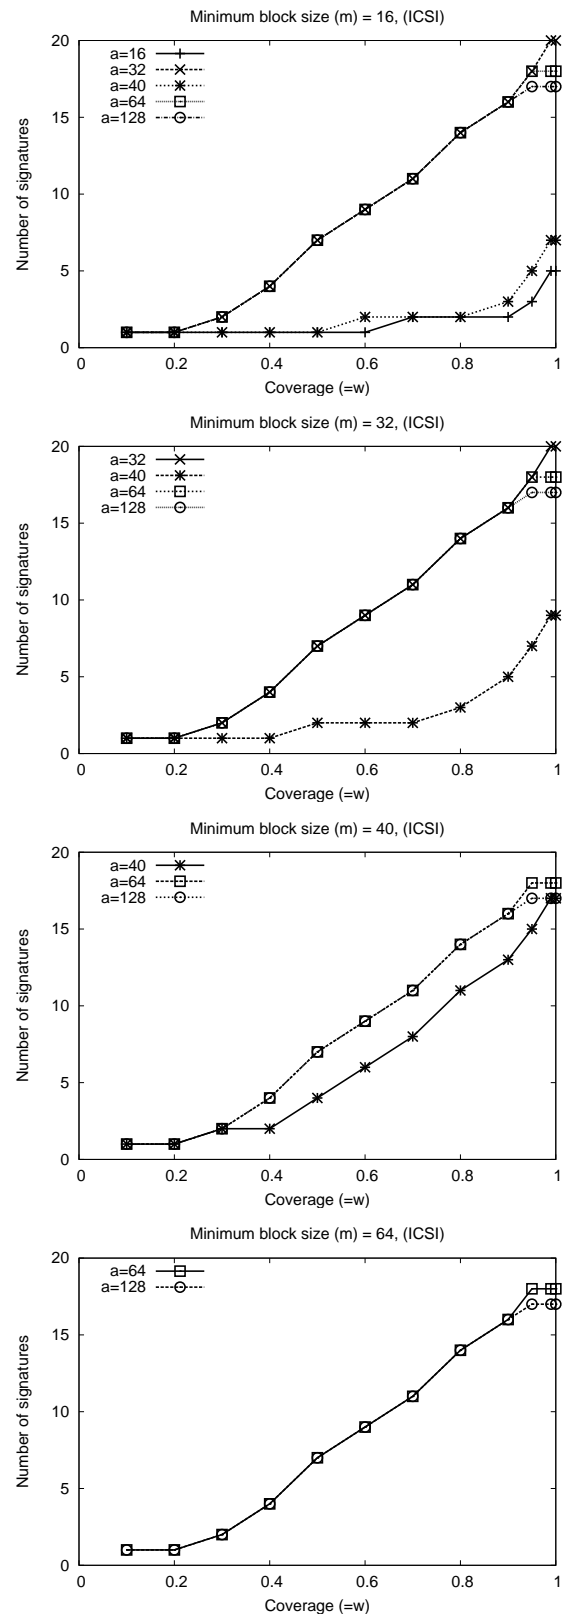 Minimum block size (m) = 16, (ICSI)
20
15
10
5
0
Number of signatures
a=16
a=32
a=40
a=64
a=128
0 0.2 0.4 0.6 0.8 1
Coverage (=w)
Minimum block size (m) = 32, (ICSI)
20
15
10
5
0
Number of signatures
a=32
a=40
a=64
a=128
0 0.2 0.4 0.6 0.8 1
Coverage (=w)
Minimum block size (m) = 40, (ICSI)
20
15
10
5
0
Number of signatures
a=40
a=64
a=128
0 0.2 0.4 0.6 0.8 1
Coverage (=w)
Minimum block size (m) = 64, (ICSI)
20
15
10
5
0
Number of signatures
a=64
a=128
0 0.2 0.4 0.6 0.8 1
Coverage (=w)